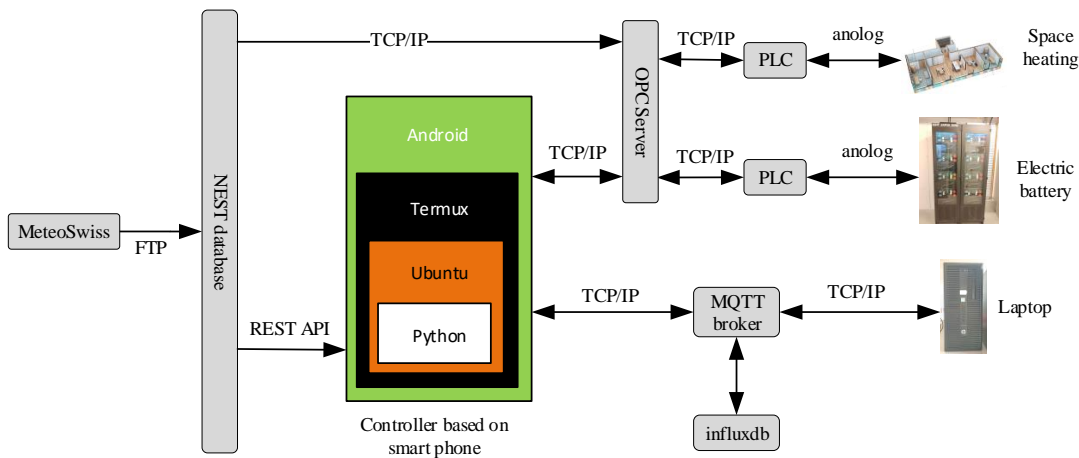 TCP/IP
TCP/IP
PLC
anolog
Space
heating
OPC Server
Android
TCP/IP
TCP/IP
PLC
anolog
Electric
battery
Termux
NEST database
MeteoSwiss
FTP
Ubuntu
Python
REST API
TCP/IP
MQTT
broker
TCP/IP
Laptop
Controller based on
smart phone
influxdb